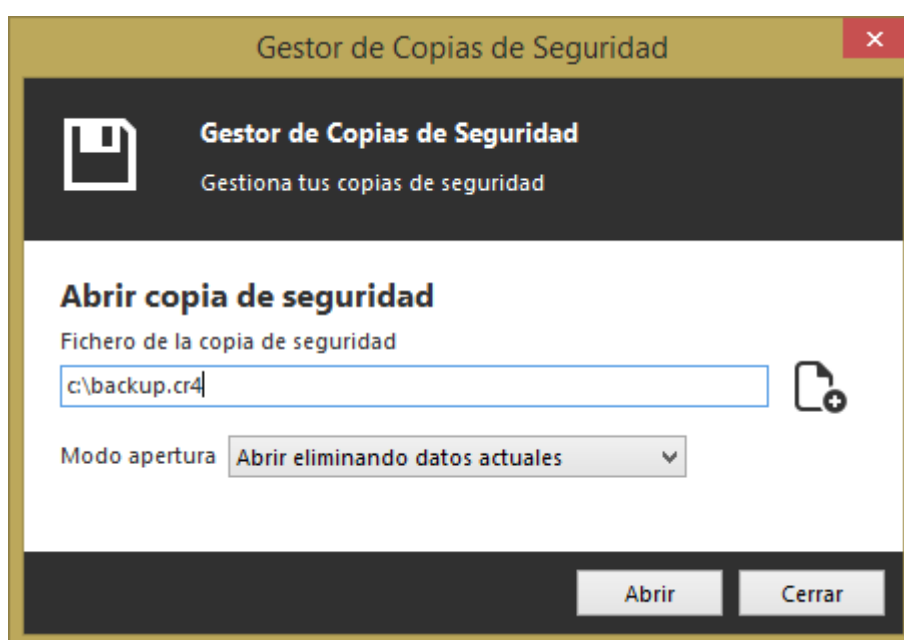 Gestor de Copias de Seguridad
Gestor de Copias de Seguridad
Gestiona tus copias de seguridad
Abrir copia de seguridad
Fichero de la copia de seguridad
c:\backup.cr4
Modo apertura Abrir eliminando datos actuales
Abrir Cerrar